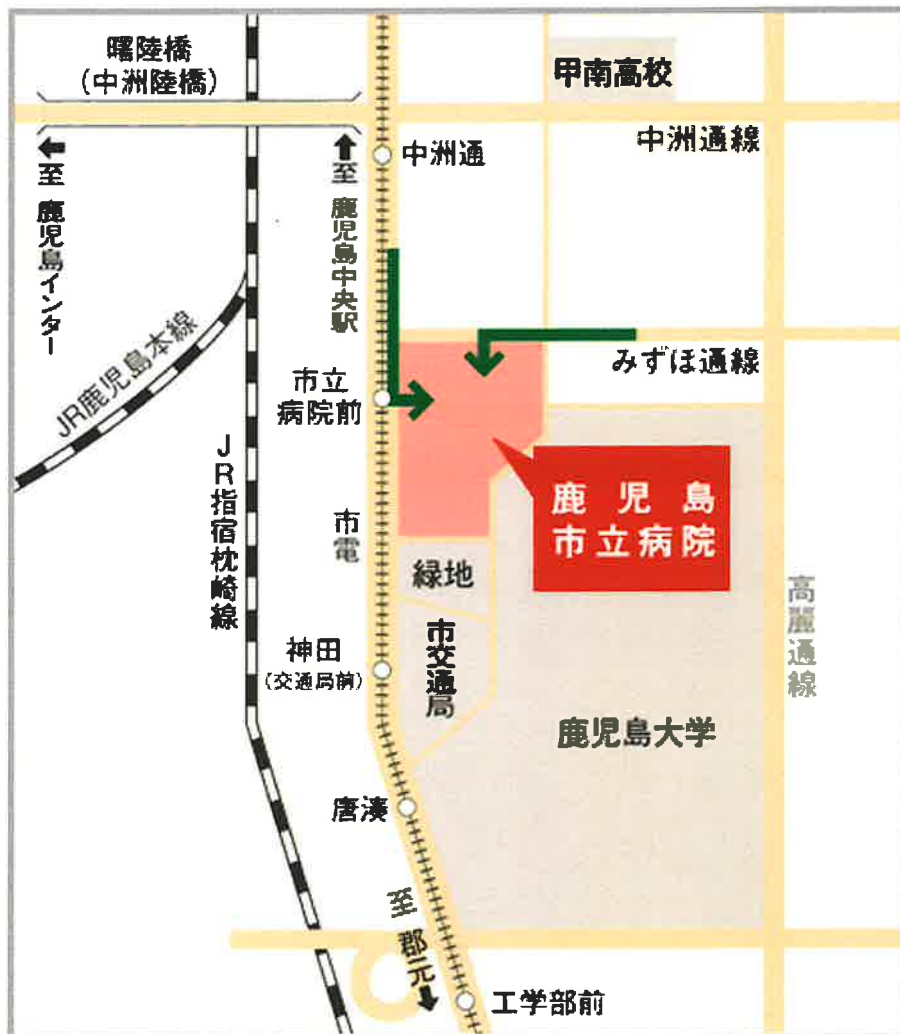 曙陸橋
(中洲陸橋)
甲南高校
中洲通線
中洲通
至 鹿児島インター
至 鹿児島中央駅
JR鹿児島本線
みずほ通線
市立
病院前
鹿児島
市立病院
JR指宿枕崎線
市電
緑地
高麗通線
神田
(交通局前)
市交通局
鹿児島大学
唐湊
至 郡元
工学部前